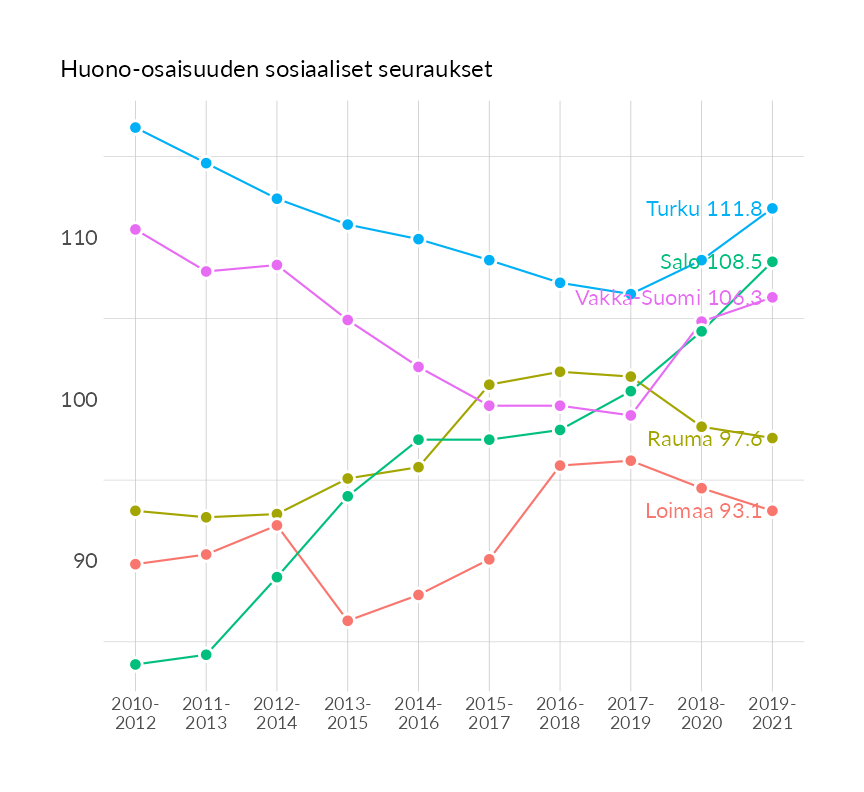 Huono-osaisuuden sosiaaliset seuraukset
Turku 111.8
110
Salo 108.5
Vakka-Suomi 106.3
100
Rauma 97.6
Loimaa 93.1
90
2010- 2011- 2012- 2013- 2014- 2015- 2016- 2017- 2018- 2019-
2012 2013 2014 2015 2016 2017 2018 2019 2020 2021